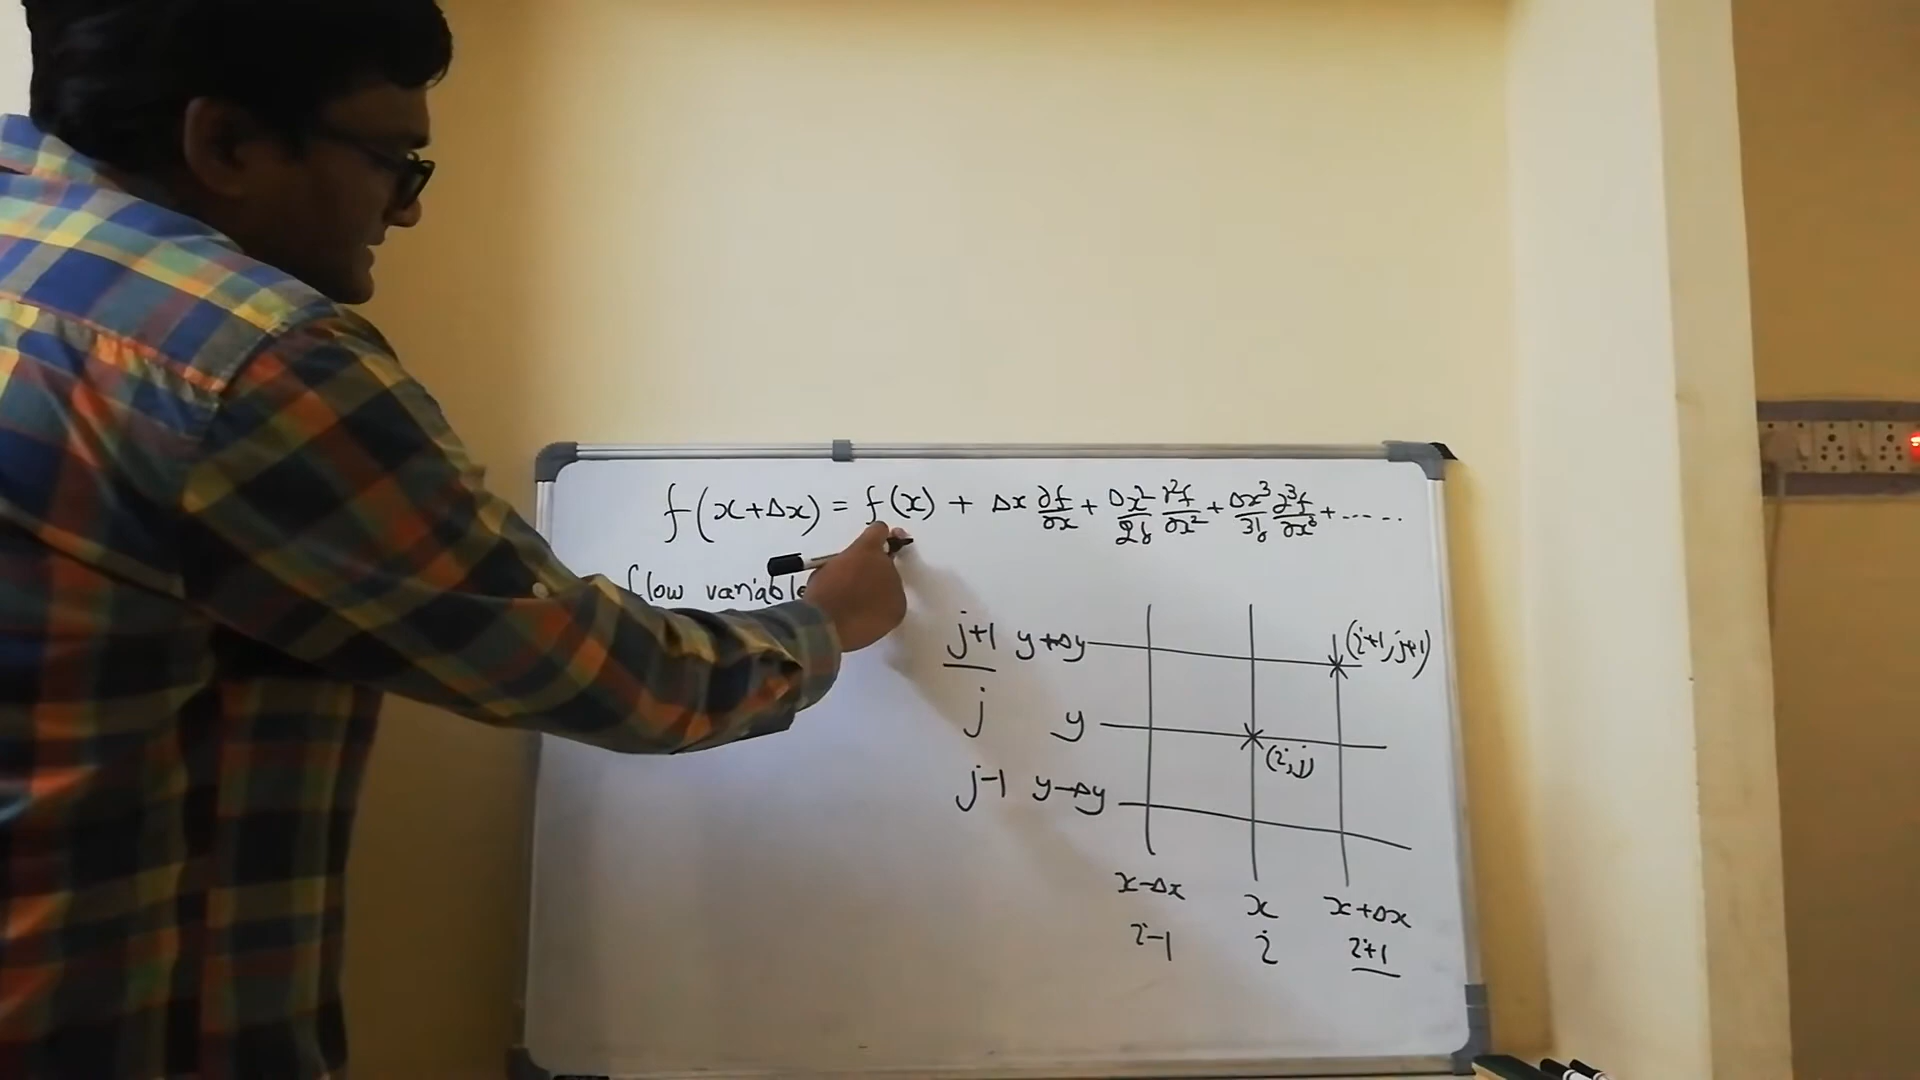 f(x+Δx) = f(x) + Δx ∂f/∂x + Δx²/2! ∂²f/∂x² + Δx³/3! ∂³f/∂x³ + ......
flow variable
j+1 y+Δy (i+1, j+1)
j y (i, j)
j-1 y-Δy
x-Δx x x+Δx
i-1 i i+1